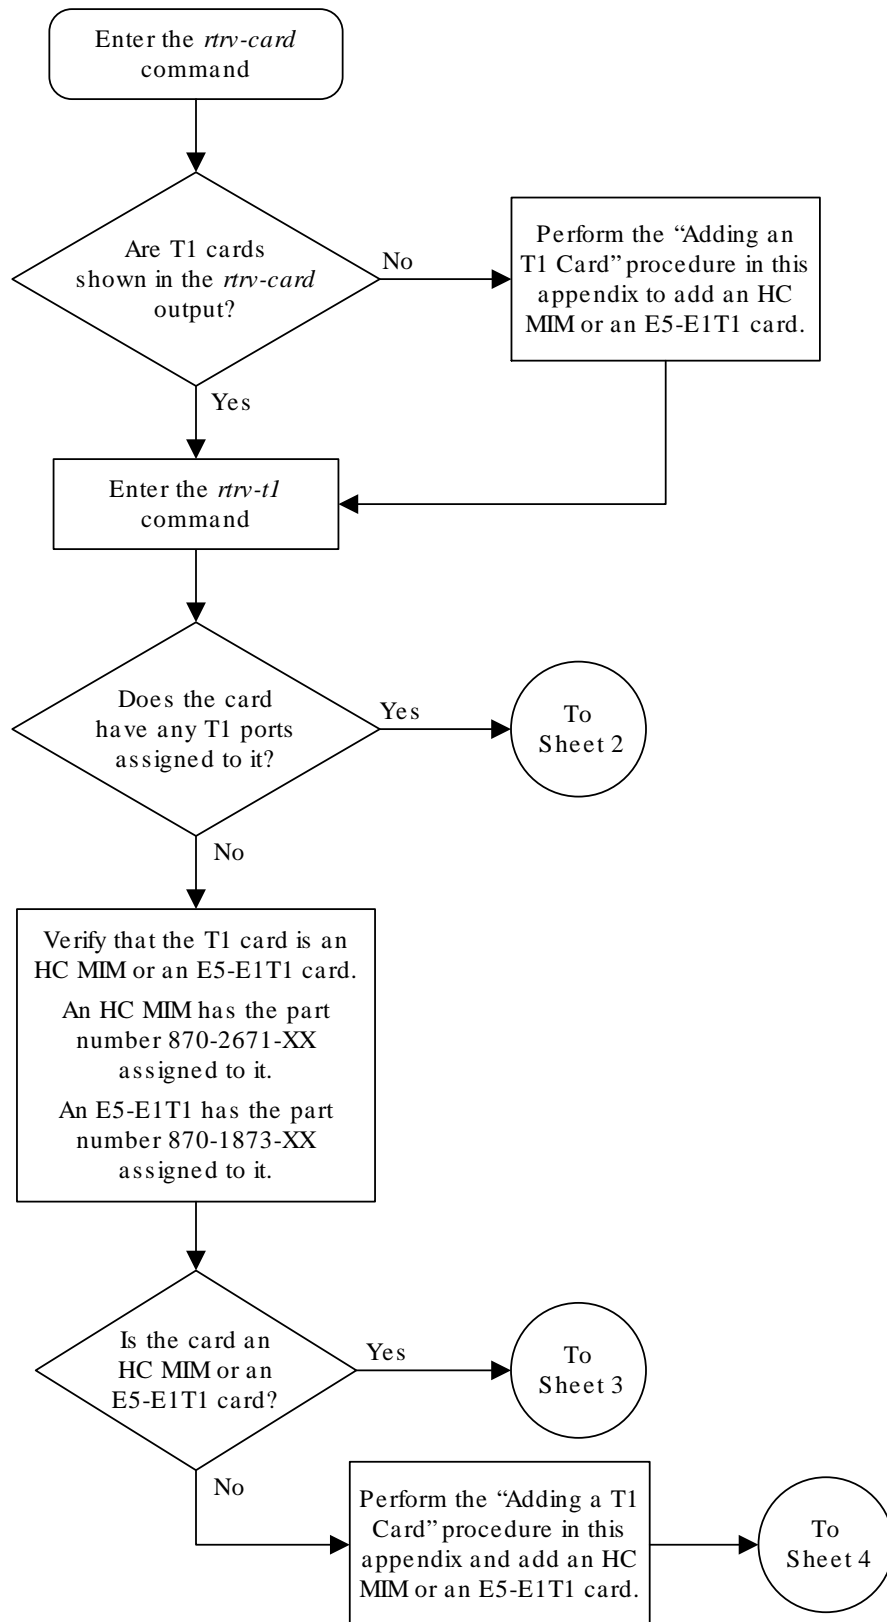 Enter the rtrv-card
command
Are T1 cards
shown in the rtrv-card
output?
No
Perform the “Adding an
T1 Card” procedure in this
appendix to add an HC
MIM or an E5-E1T1 card.
Yes
Enter the rtrv-t1
command
Does the card
have any T1 ports
assigned to it?
Yes
To
Sheet 2
No
Verify that the T1 card is an
HC MIM or an E5-E1T1 card.
An HC MIM has the part
number 870-2671-XX
assigned to it.
An E5-E1T1 has the part
number 870-1873-XX
assigned to it.
Is the card an
HC MIM or an
E5-E1T1 card?
Yes
To
Sheet 3
No
Perform the “Adding a T1
Card” procedure in this
appendix and add an HC
MIM or an E5-E1T1 card.
To
Sheet 4